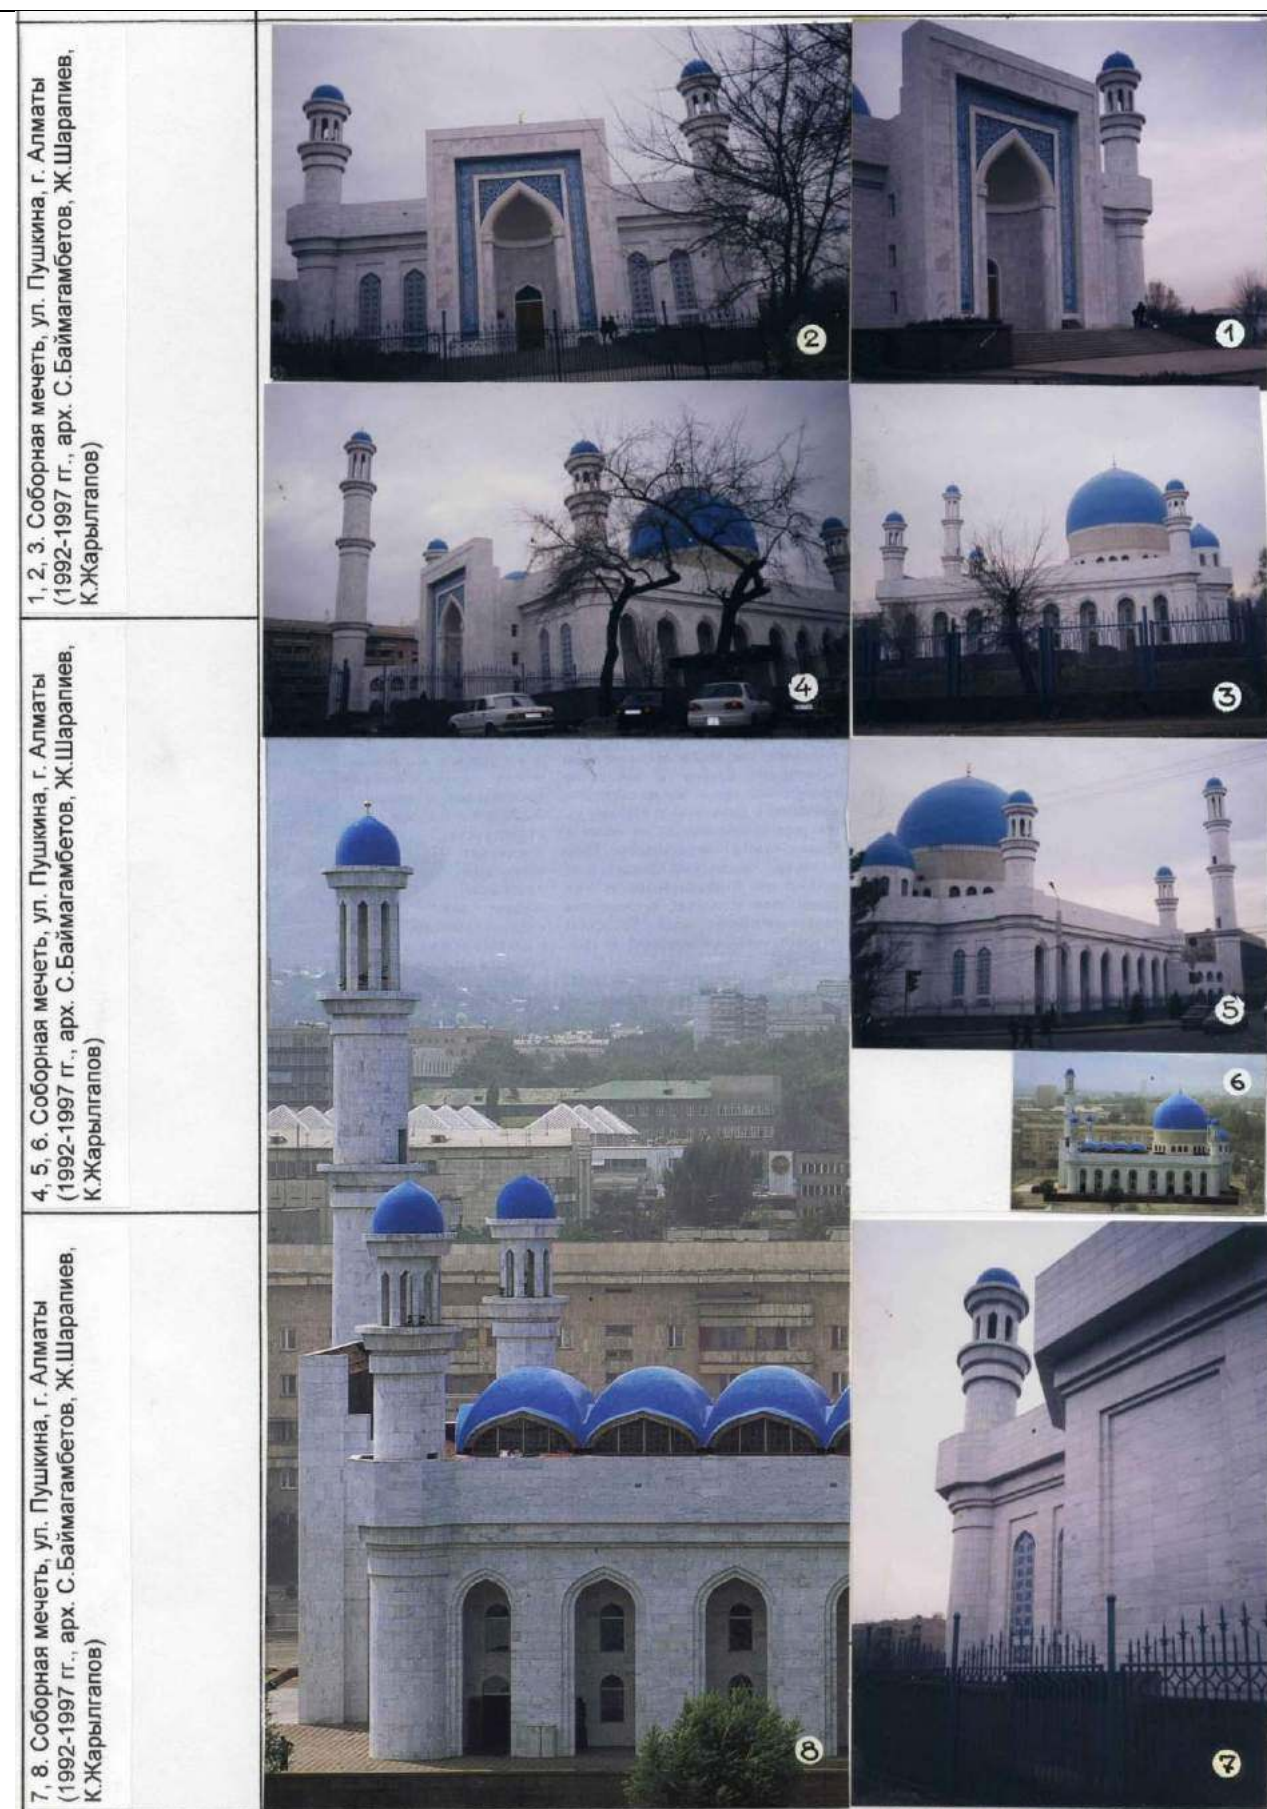 1, 2, 3. Соборная мечеть, ул. Пушкина, г. Алматы
(1992-1997 гг., арх. С.Баймагамбетов, Ж.Шарапиев,
К.Жарылгапов)
4, 5, 6. Соборная мечеть, ул. Пушкина, г. Алматы
(1992-1997 гг., арх. С.Баймагамбетов, Ж.Шарапиев,
К.Жарылгапов)
7, 8. Соборная мечеть, ул. Пушкина, г. Алматы
(1992-1997 гг., арх. С.Баймагамбетов, Ж.Шарапиев,
К.Жарылгапов)
2
1
4
3
5
6
8
7